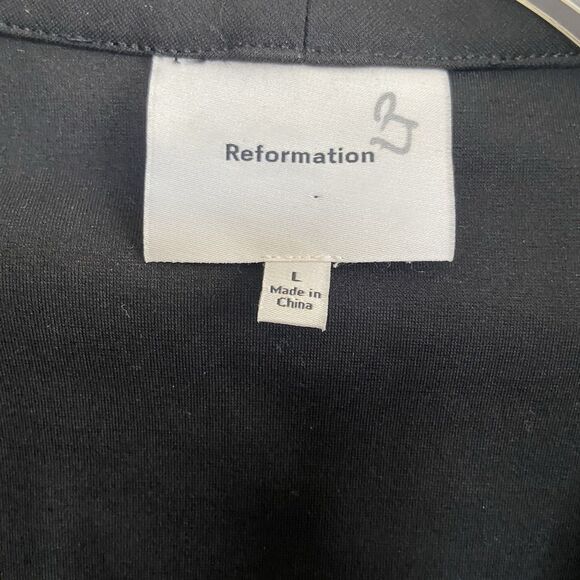 Reformation
L
Made in
China